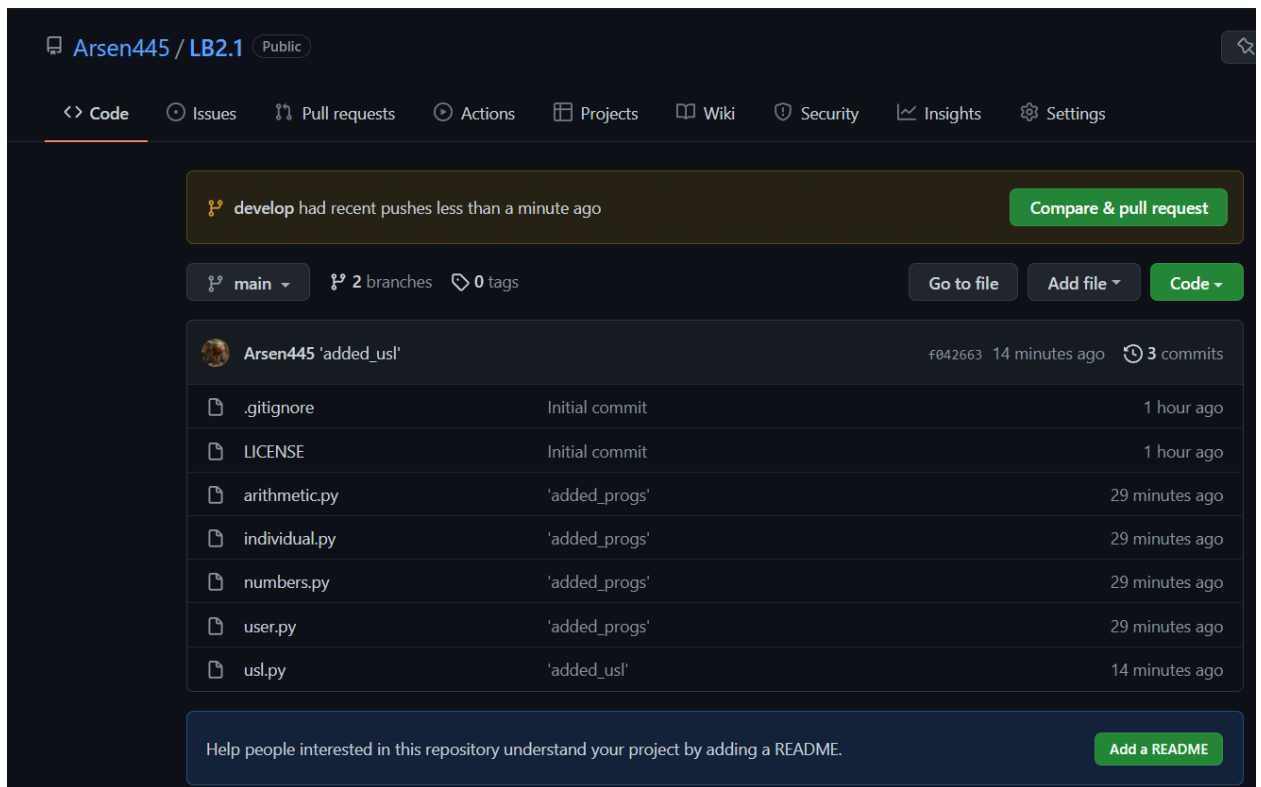 Arsen445 / LB2.1 Public
Code Issues Pull requests Actions Projects Wiki Security Insights Settings
develop had recent pushes less than a minute ago Compare & pull request
main 2 branches 0 tags Go to file Add file Code
Arsen445 'added_usl' f042663 14 minutes ago 3 commits
.gitignore Initial commit 1 hour ago
LICENSE Initial commit 1 hour ago
arithmetic.py 'added_progs' 29 minutes ago
individual.py 'added_progs' 29 minutes ago
numbers.py 'added_progs' 29 minutes ago
user.py 'added_progs' 29 minutes ago
usl.py 'added_usl' 14 minutes ago
Help people interested in this repository understand your project by adding a README. Add a README